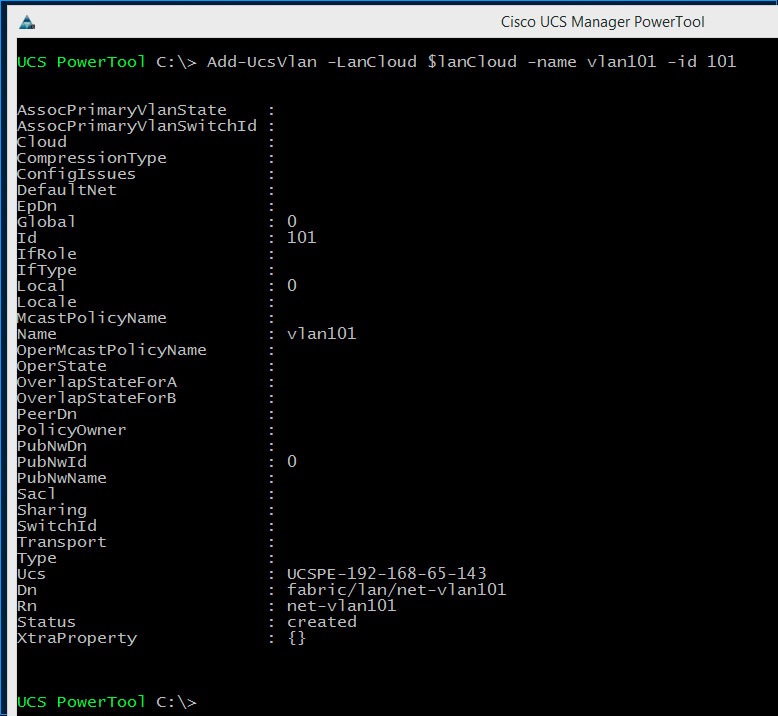 Cisco UCS Manager PowerTool
UCS PowerTool C:\> Add-UcsVlan -LanCloud $lanCloud -name vlan101 -id 101
AssocPrimaryVlanState :
AssocPrimaryVlanSwitchId :
Cloud :
CompressionType :
ConfigIssues :
DefaultNet :
EpDn :
Global : 0
Id : 101
IfRole :
IfType :
Local : 0
Locale :
McastPolicyName :
Name : vlan101
OperMcastPolicyName :
OperState :
OverlapStateForA :
OverlapStateForB :
PeerDn :
PolicyOwner :
PubNwDn :
PubNwId : 0
PubNwName :
Sacl :
Sharing :
SwitchId :
Transport :
Type :
Ucs : UCSPE-192-168-65-143
Dn : fabric/lan/net-vlan101
Rn : net-vlan101
Status : created
XtraProperty : {}
UCS PowerTool C:\>